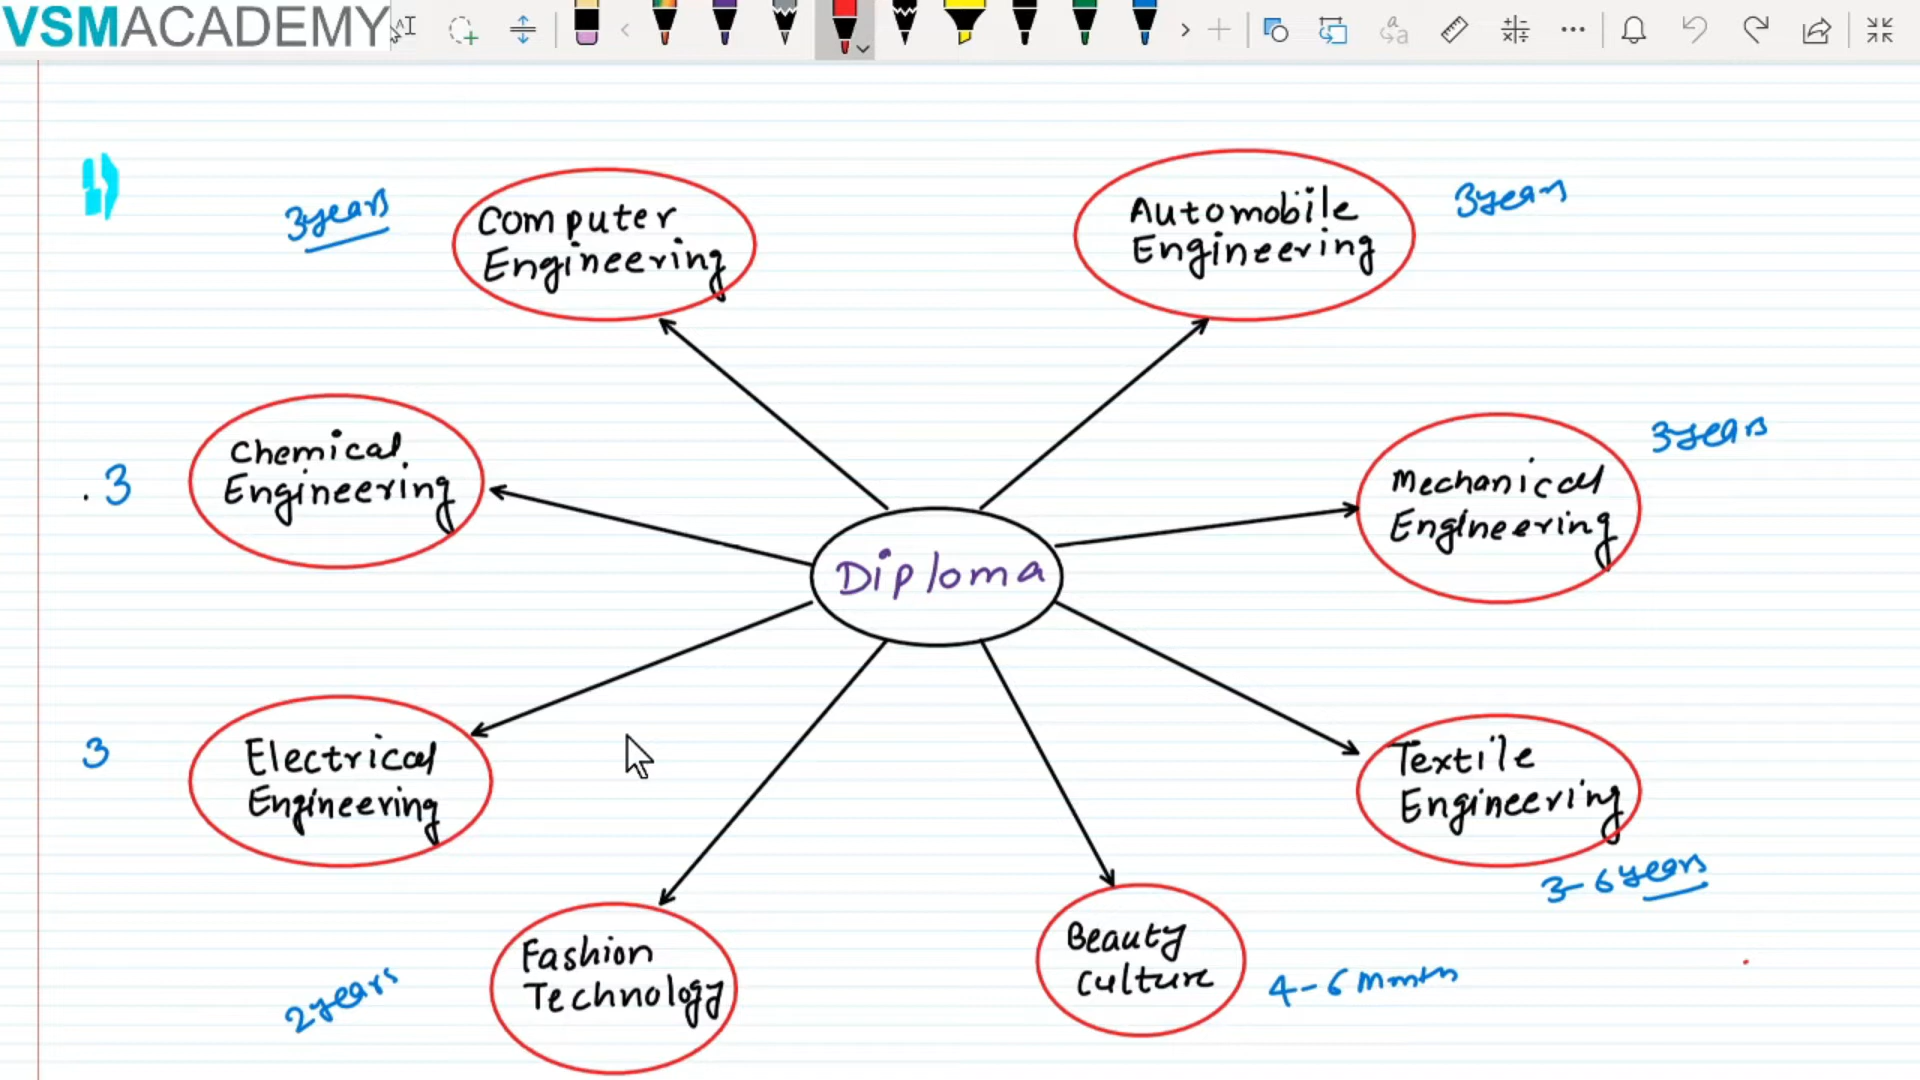 VSMACADEMY
1)
3years
Computer
Engineering
Automobile
Engineering
3years
. 3
Chemical
Engineering
Mechanical
Engineering
3years
Diploma
3
Electrical
Engineering
Textile
Engineering
3-6years
2years
Fashion
Technology
Beauty
culture
4-6 Months